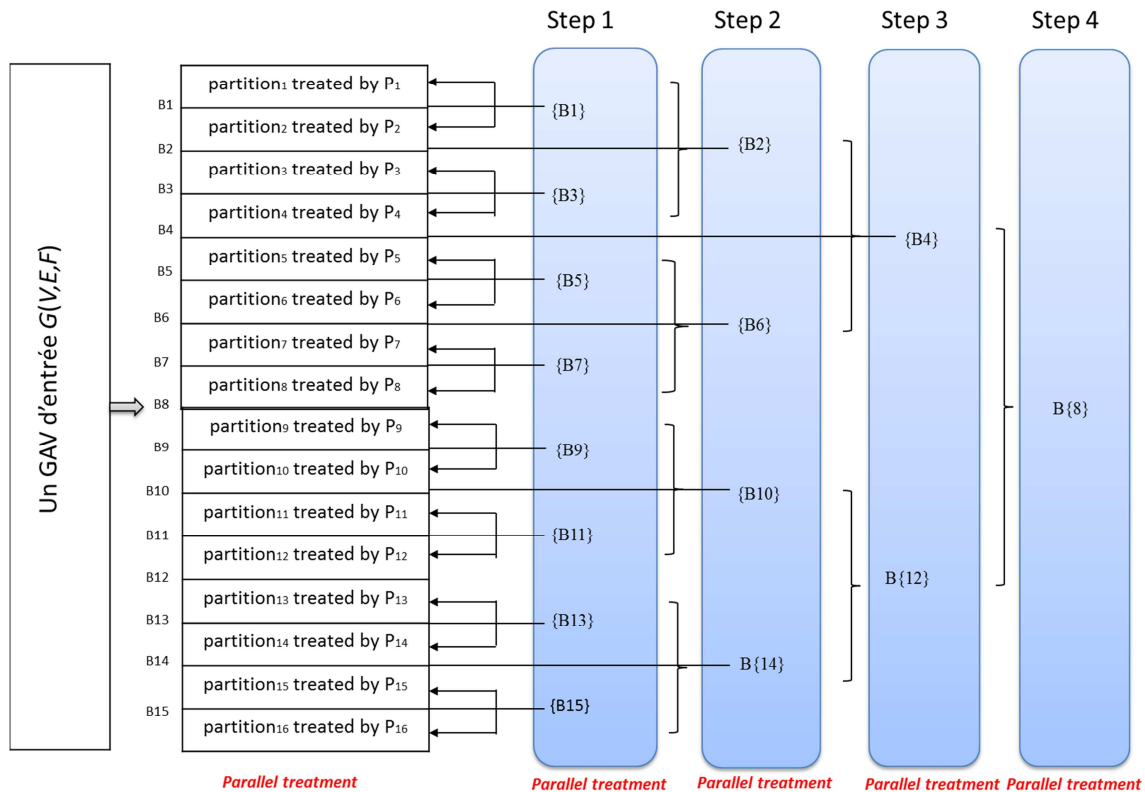 Step 1
Step 2
Step 3
Step 4
Un GAV d'entrée G(V,E,F)
partition1 treated by P1
B1
{B1}
partition2 treated by P2
B2
{B2}
partition3 treated by P3
B3
{B3}
partition4 treated by P4
B4
{B4}
partition5 treated by P5
B5
{B5}
partition6 treated by P6
B6
{B6}
partition7 treated by P7
B7
{B7}
partition8 treated by P8
B8
B{8}
partition9 treated by P9
B9
{B9}
partition10 treated by P10
B10
{B10}
partition11 treated by P11
B11
{B11}
partition12 treated by P12
B12
B{12}
partition13 treated by P13
B13
{B13}
partition14 treated by P14
B14
B{14}
partition15 treated by P15
B15
{B15}
partition16 treated by P16
Parallel treatment
Parallel treatment
Parallel treatment
Parallel treatment
Parallel treatment